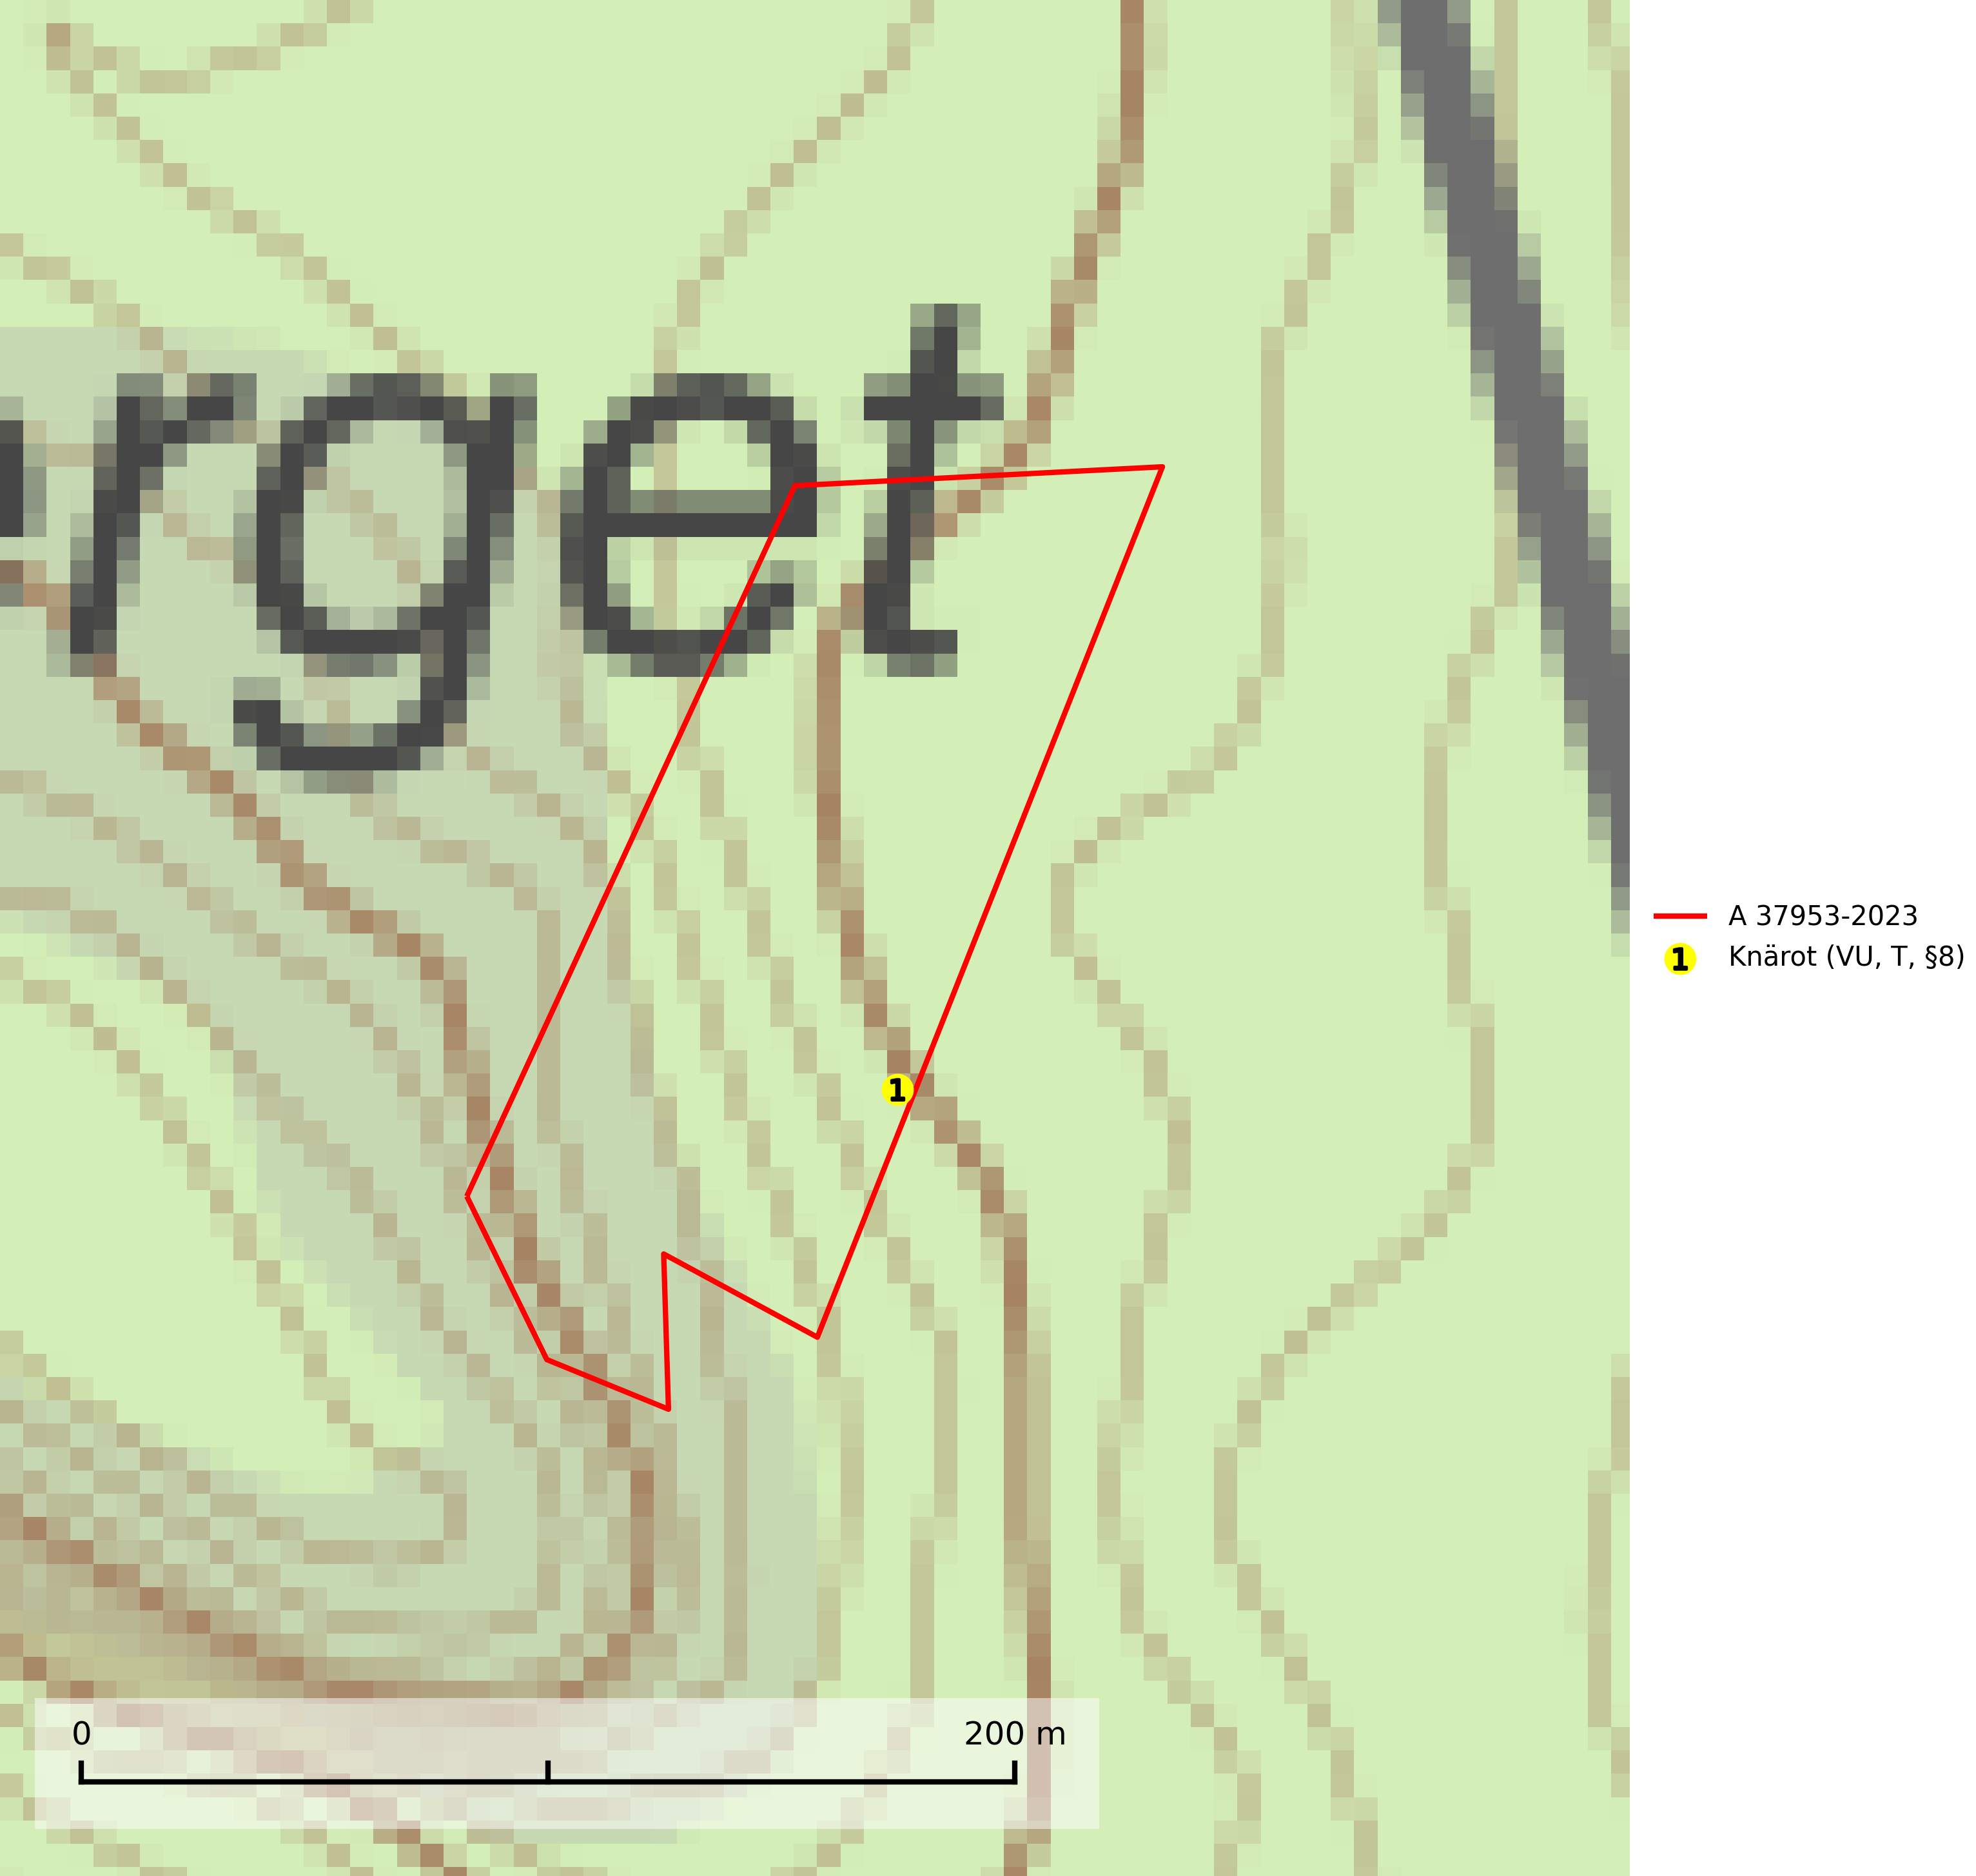 rget
A 37953-2023
1 Knärot (VU, T, §8)
1
0 200 m